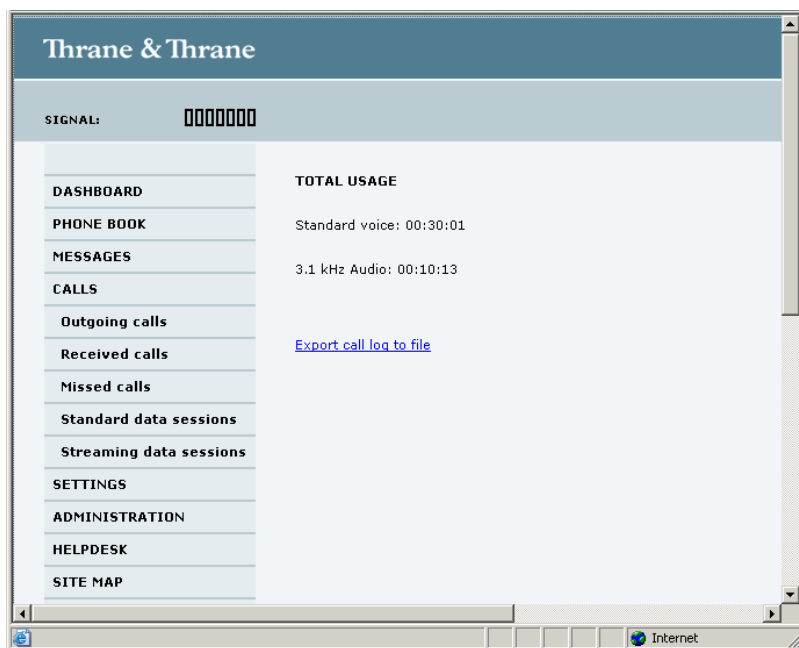 Thrane & Thrane
SIGNAL:
DASHBOARD
PHONE BOOK
MESSAGES
CALLS
Outgoing calls
Received calls
Missed calls
Standard data sessions
Streaming data sessions
SETTINGS
ADMINISTRATION
HELPDESK
SITE MAP
TOTAL USAGE
Standard voice: 00:30:01
3.1 kHz Audio: 00:10:13
Export call log to file
Internet